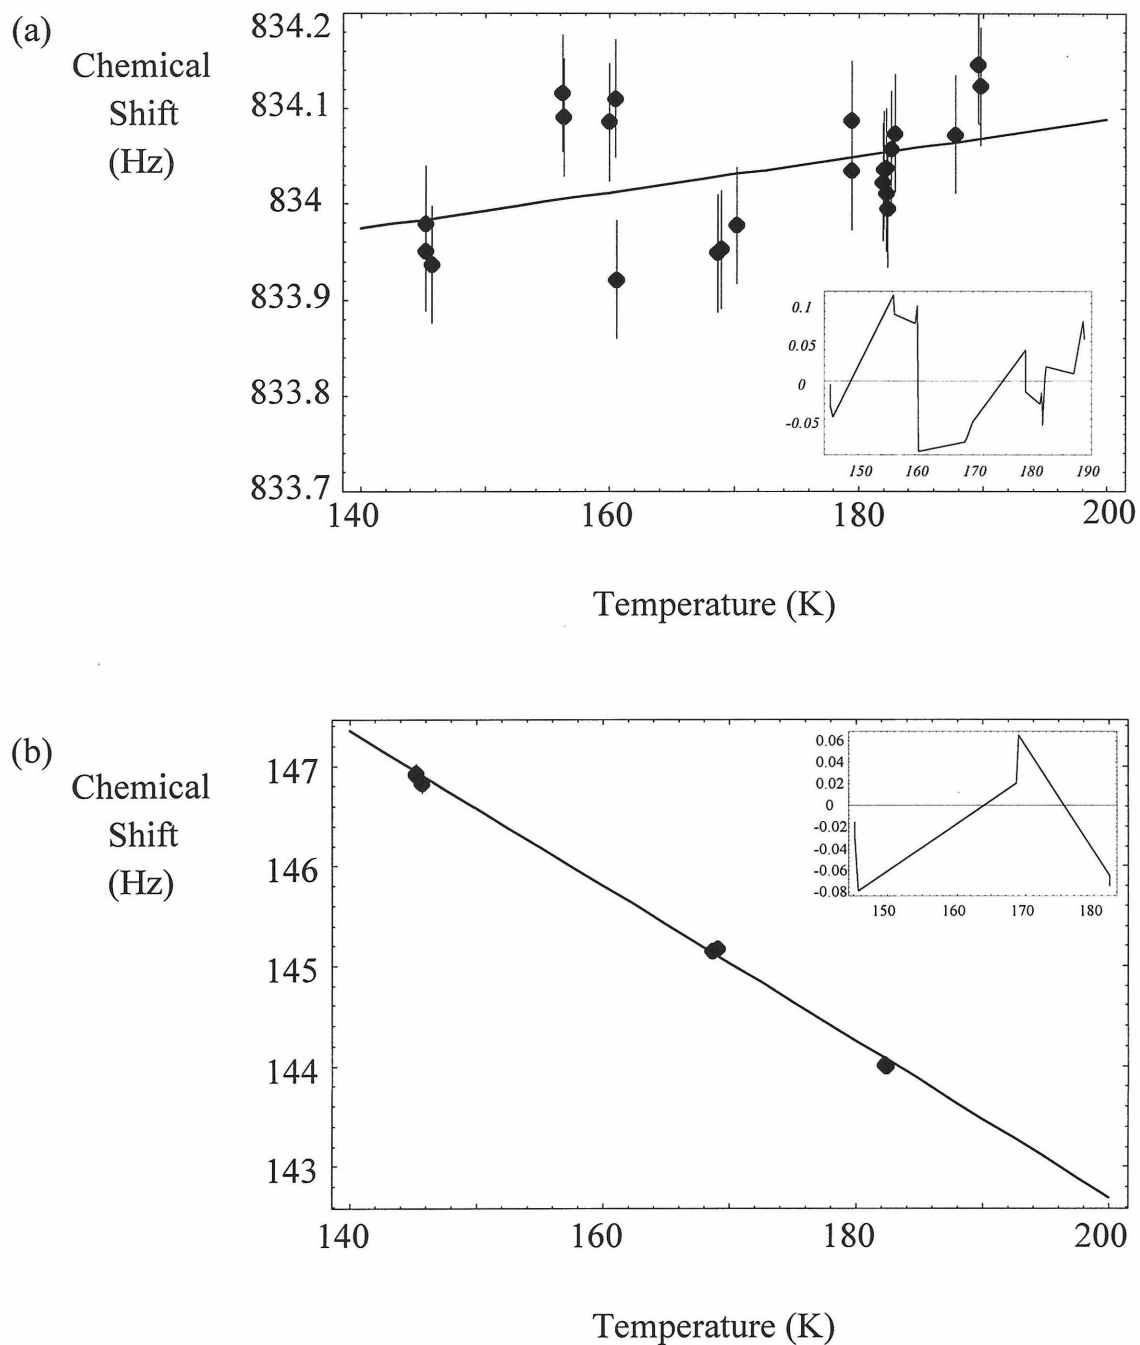 (a)
Chemical
Shift
(Hz)
834.2
834.1
834
833.9
833.8
833.7
0.1
0.05
0
-0.05
150 160 170 180 190
140 160 180 200
Temperature (K)
(b)
Chemical
Shift
(Hz)
147
146
145
144
143
0.06
0.04
0.02
0
-0.02
-0.04
-0.06
-0.08
150 160 170 180
140 160 180 200
Temperature (K)